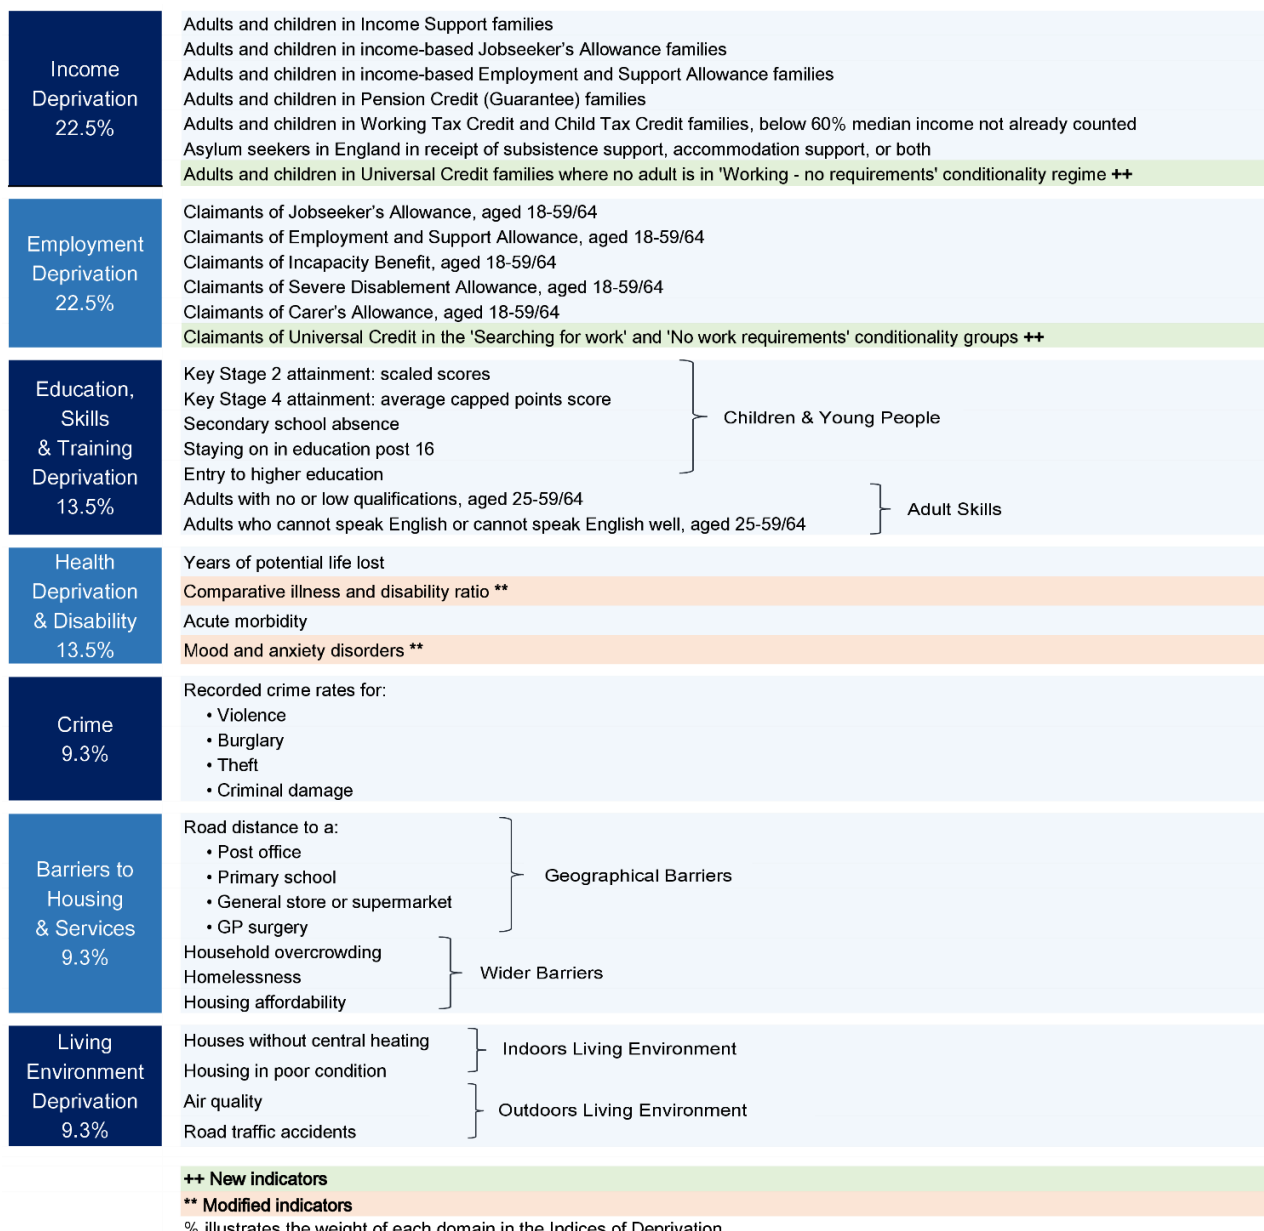 Income
Deprivation
22.5%
Adults and children in Income Support families
Adults and children in income-based Jobseeker’s Allowance families
Adults and children in income-based Employment and Support Allowance families
Adults and children in Pension Credit (Guarantee) families
Adults and children in Working Tax Credit and Child Tax Credit families, below 60% median income not already counted
Asylum seekers in England in receipt of subsistence support, accommodation support, or both
Adults and children in Universal Credit families where no adult is in 'Working - no requirements' conditionality regime ++
Employment
Deprivation
22.5%
Claimants of Jobseeker’s Allowance, aged 18-59/64
Claimants of Employment and Support Allowance, aged 18-59/64
Claimants of Incapacity Benefit, aged 18-59/64
Claimants of Severe Disablement Allowance, aged 18-59/64
Claimants of Carer’s Allowance, aged 18-59/64
Claimants of Universal Credit in the 'Searching for work' and 'No work requirements' conditionality groups ++
Education,
Skills
& Training
Deprivation
13.5%
Key Stage 2 attainment: scaled scores
Key Stage 4 attainment: average capped points score
Secondary school absence
Staying on in education post 16
Entry to higher education
Children & Young People
Adults with no or low qualifications, aged 25-59/64
Adults who cannot speak English or cannot speak English well, aged 25-59/64
Adult Skills
Health
Deprivation
& Disability
13.5%
Years of potential life lost
Comparative illness and disability ratio **
Acute morbidity
Mood and anxiety disorders **
Crime
9.3%
Recorded crime rates for:
• Violence
• Burglary
• Theft
• Criminal damage
Barriers to
Housing
& Services
9.3%
Road distance to a:
• Post office
• Primary school
• General store or supermarket
• GP surgery
Geographical Barriers
Household overcrowding
Homelessness
Housing affordability
Wider Barriers
Living
Environment
Deprivation
9.3%
Houses without central heating
Housing in poor condition
Indoors Living Environment
Air quality
Road traffic accidents
Outdoors Living Environment
++ New indicators
** Modified indicators
% illustrates the weight of each domain in the Indices of Deprivation